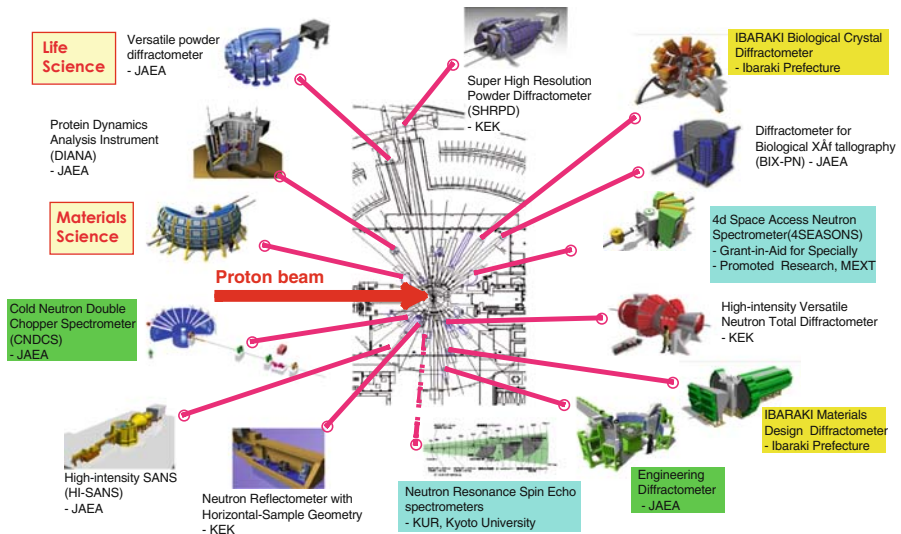 Life
Science
Versatile powder
diffractometer
- JAEA
Super High Resolution
Powder Diffractometer
(SHRPD)
- KEK
IBARAKI Biological Crystal
Diffractometer
- Ibaraki Prefecture
Protein Dynamics
Analysis Instrument
(DIANA)
- JAEA
Diffractometer for
Biological XÅf tallography
(BIX-PN) - JAEA
Materials
Science
4d Space Access Neutron
Spectrometer(4SEASONS)
- Grant-in-Aid for Specially
- Promoted Research, MEXT
Proton beam
Cold Neutron Double
Chopper Spectrometer
(CNDCS)
- JAEA
High-intensity Versatile
Neutron Total Diffractometer
- KEK
IBARAKI Materials
Design Diffractometer
- Ibaraki Prefecture
High-intensity SANS
(HI-SANS)
- JAEA
Neutron Reflectometer with
Horizontal-Sample Geometry
- KEK
Neutron Resonance Spin Echo
spectrometers
- KUR, Kyoto University
Engineering
Diffractometer
- JAEA